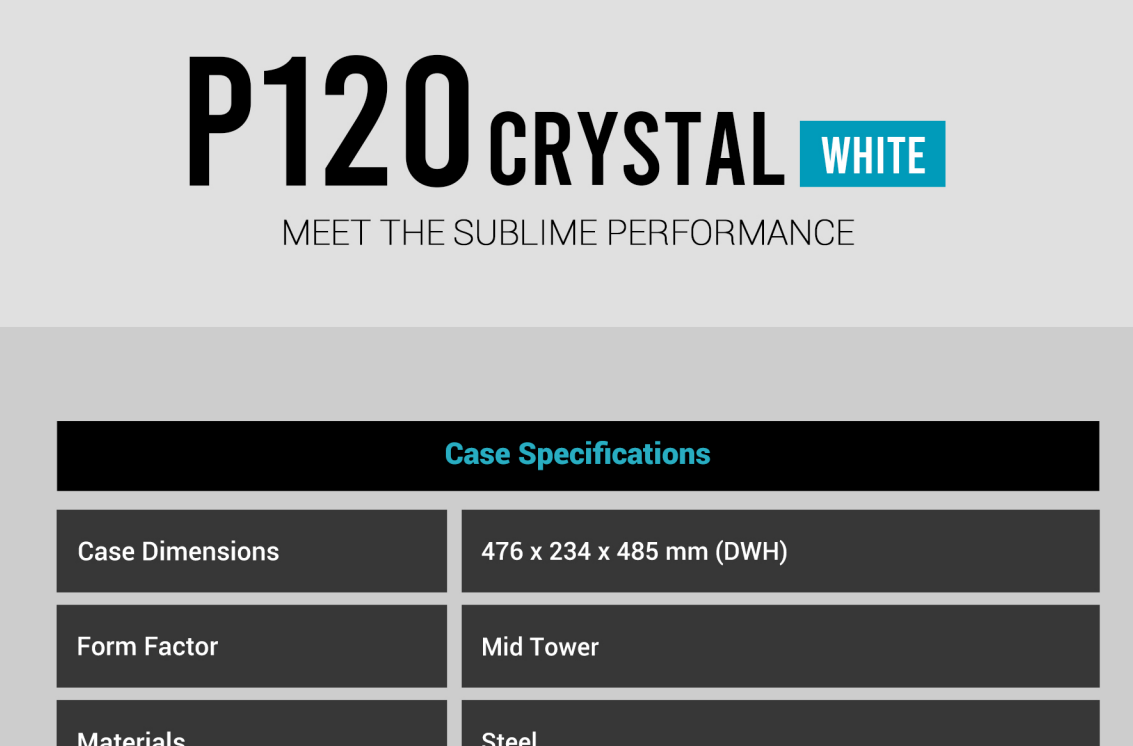 P120 CRYSTAL WHITE
MEET THE SUBLIME PERFORMANCE
Case Specifications
Case Dimensions 476 x 234 x 485 mm (DWH)
Form Factor Mid Tower
Materials Steel